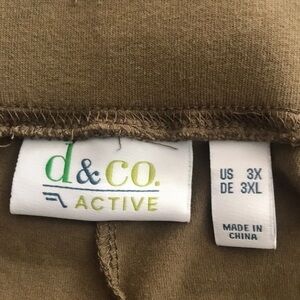 d&co.
ACTIVE
US 3X
DE 3XL
MADE IN
CHINA